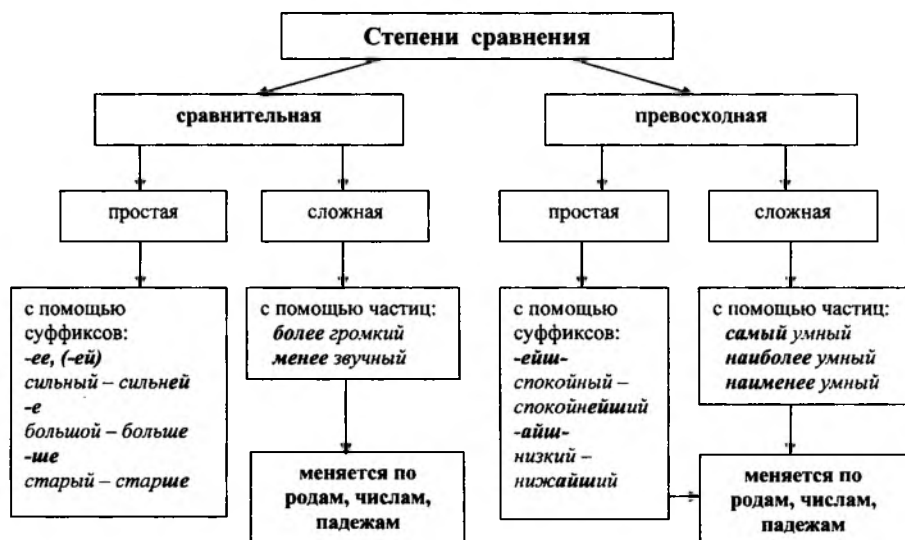 Степени сравнения
сравнительная
превосходная
простая
сложная
простая
сложная
с помощью
суффиксов:
-ее, (-ей)
сильный – сильней
-е
большой – больше
-ше
старый – старше
с помощью частиц:
более громкий
менее звучный
с помощью
суффиксов:
-ейш-
спокойный –
спокойнейший
-айш-
низкий –
нижайший
с помощью частиц:
самый умный
наиболее умный
наименее умный
меняется по
родам, числам,
падежам
меняется по
родам, числам,
падежам